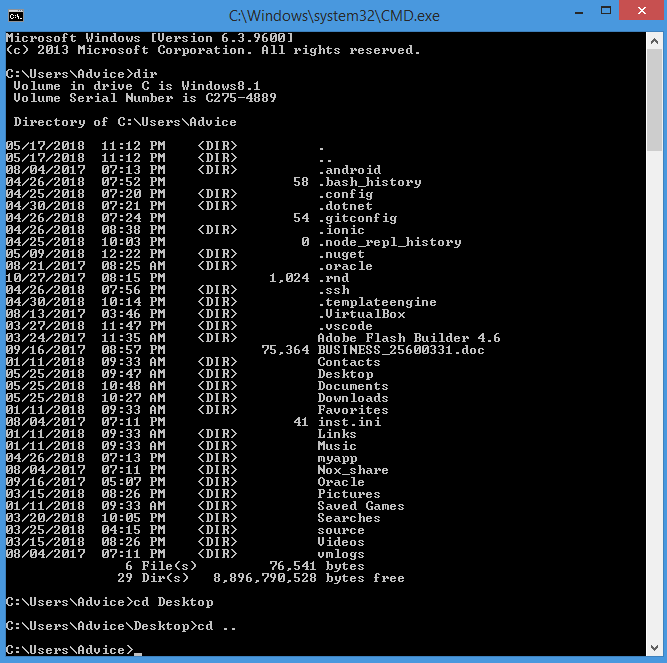 C:\Windows\system32\CMD.exe
Microsoft Windows [Version 6.3.9600]
(c) 2013 Microsoft Corporation. All rights reserved.
C:\Users\Advice>dir
 Volume in drive C is Windows8.1
 Volume Serial Number is C275-4889
 Directory of C:\Users\Advice
05/17/2018  11:12 PM    <DIR>          .
05/17/2018  11:12 PM    <DIR>          ..
08/04/2017  07:13 PM    <DIR>          .android
04/26/2018  07:52 PM                58 .bash_history
04/25/2018  07:20 PM    <DIR>          .config
04/30/2018  07:21 PM    <DIR>          .dotnet
04/26/2018  07:24 PM                54 .gitconfig
04/26/2018  08:38 PM    <DIR>          .ionic
04/25/2018  10:03 PM                 0 .node_repl_history
05/09/2018  12:22 PM    <DIR>          .nuget
08/21/2017  08:25 AM    <DIR>          .oracle
10/27/2017  08:15 PM             1,024 .rnd
04/26/2018  07:56 PM    <DIR>          .ssh
04/30/2018  10:14 PM    <DIR>          .templateengine
08/13/2017  03:46 PM    <DIR>          .VirtualBox
03/27/2018  11:47 PM    <DIR>          .vscode
03/24/2017  11:35 AM    <DIR>          Adobe Flash Builder 4.6
09/16/2017  08:57 PM            75,364 BUSINESS_25600331.doc
01/11/2018  09:33 AM    <DIR>          Contacts
05/25/2018  09:47 AM    <DIR>          Desktop
05/25/2018  10:48 AM    <DIR>          Documents
05/25/2018  10:27 AM    <DIR>          Downloads
01/11/2018  09:33 AM    <DIR>          Favorites
08/04/2017  07:11 PM                41 inst.ini
01/11/2018  09:33 AM    <DIR>          Links
01/11/2018  09:33 AM    <DIR>          Music
04/26/2018  07:13 PM    <DIR>          myapp
08/04/2017  07:11 PM    <DIR>          Nox_share
09/16/2017  05:07 PM    <DIR>          Oracle
03/15/2018  08:26 PM    <DIR>          Pictures
01/11/2018  09:33 AM    <DIR>          Saved Games
03/20/2018  10:05 PM    <DIR>          Searches
03/25/2018  04:15 PM    <DIR>          source
03/15/2018  08:26 PM    <DIR>          Videos
08/04/2017  07:11 PM    <DIR>          vmlogs
               6 File(s)         76,541 bytes
              29 Dir(s)   8,896,790,528 bytes free
C:\Users\Advice>cd Desktop
C:\Users\Advice\Desktop>cd ..
C:\Users\Advice>_